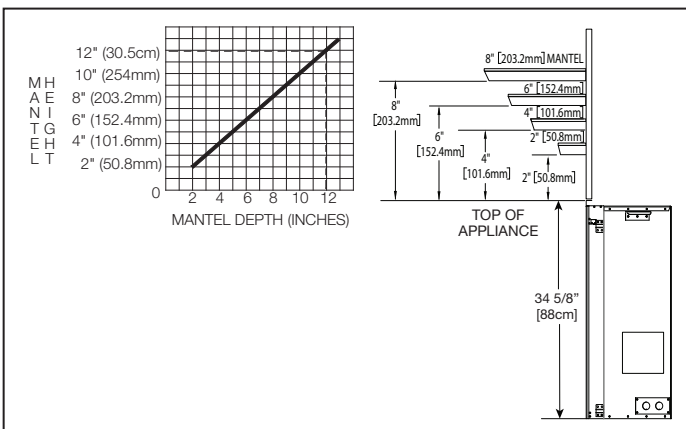 MANTEL
HEIGHT
12" (30.5cm)
10" (254mm)
8" (203.2mm)
6" (152.4mm)
4" (101.6mm)
2" (50.8mm)
0
2 4 6 8 10 12
MANTEL DEPTH (INCHES)
8" [203.2mm] MANTEL
6" [152.4mm]
4" [101.6mm]
2" [50.8mm]
8"
[203.2mm]
6"
[152.4mm]
4"
[101.6mm]
2" [50.8mm]
TOP OF
APPLIANCE
34 5/8”
[88cm]